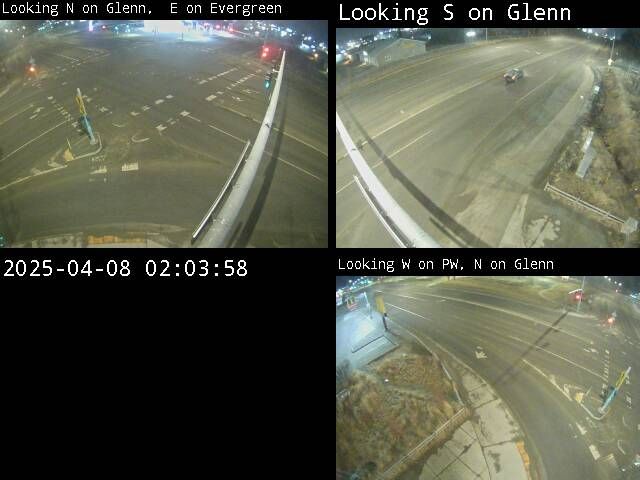 Looking N on Glenn,  E on Evergreen
Looking S on Glenn
2025-04-08 02:03:58
Looking W on PW, N on Glenn